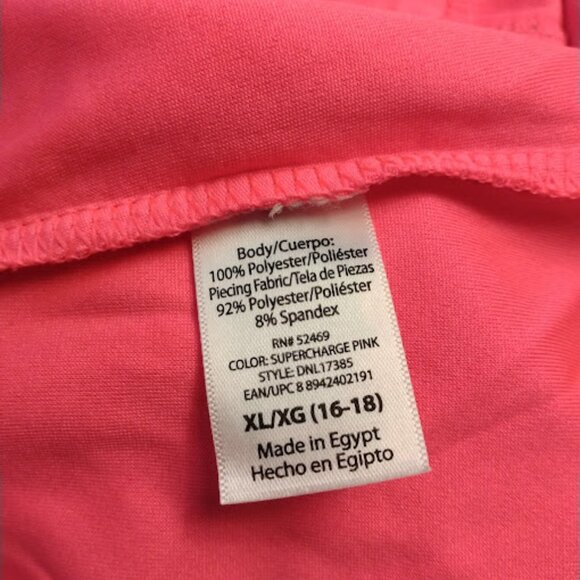 Body/Cuerpo:
100% Polyester/Poliéster
Piecing Fabric/Tela de Piezas
92% Polyester/Poliéster
8% Spandex
RN# 52469
COLOR: SUPERCHARGE PINK
STYLE: DNL17385
EAN/UPC 8 8942402191
XL/XG (16-18)
Made in Egypt
Hecho en Egipto